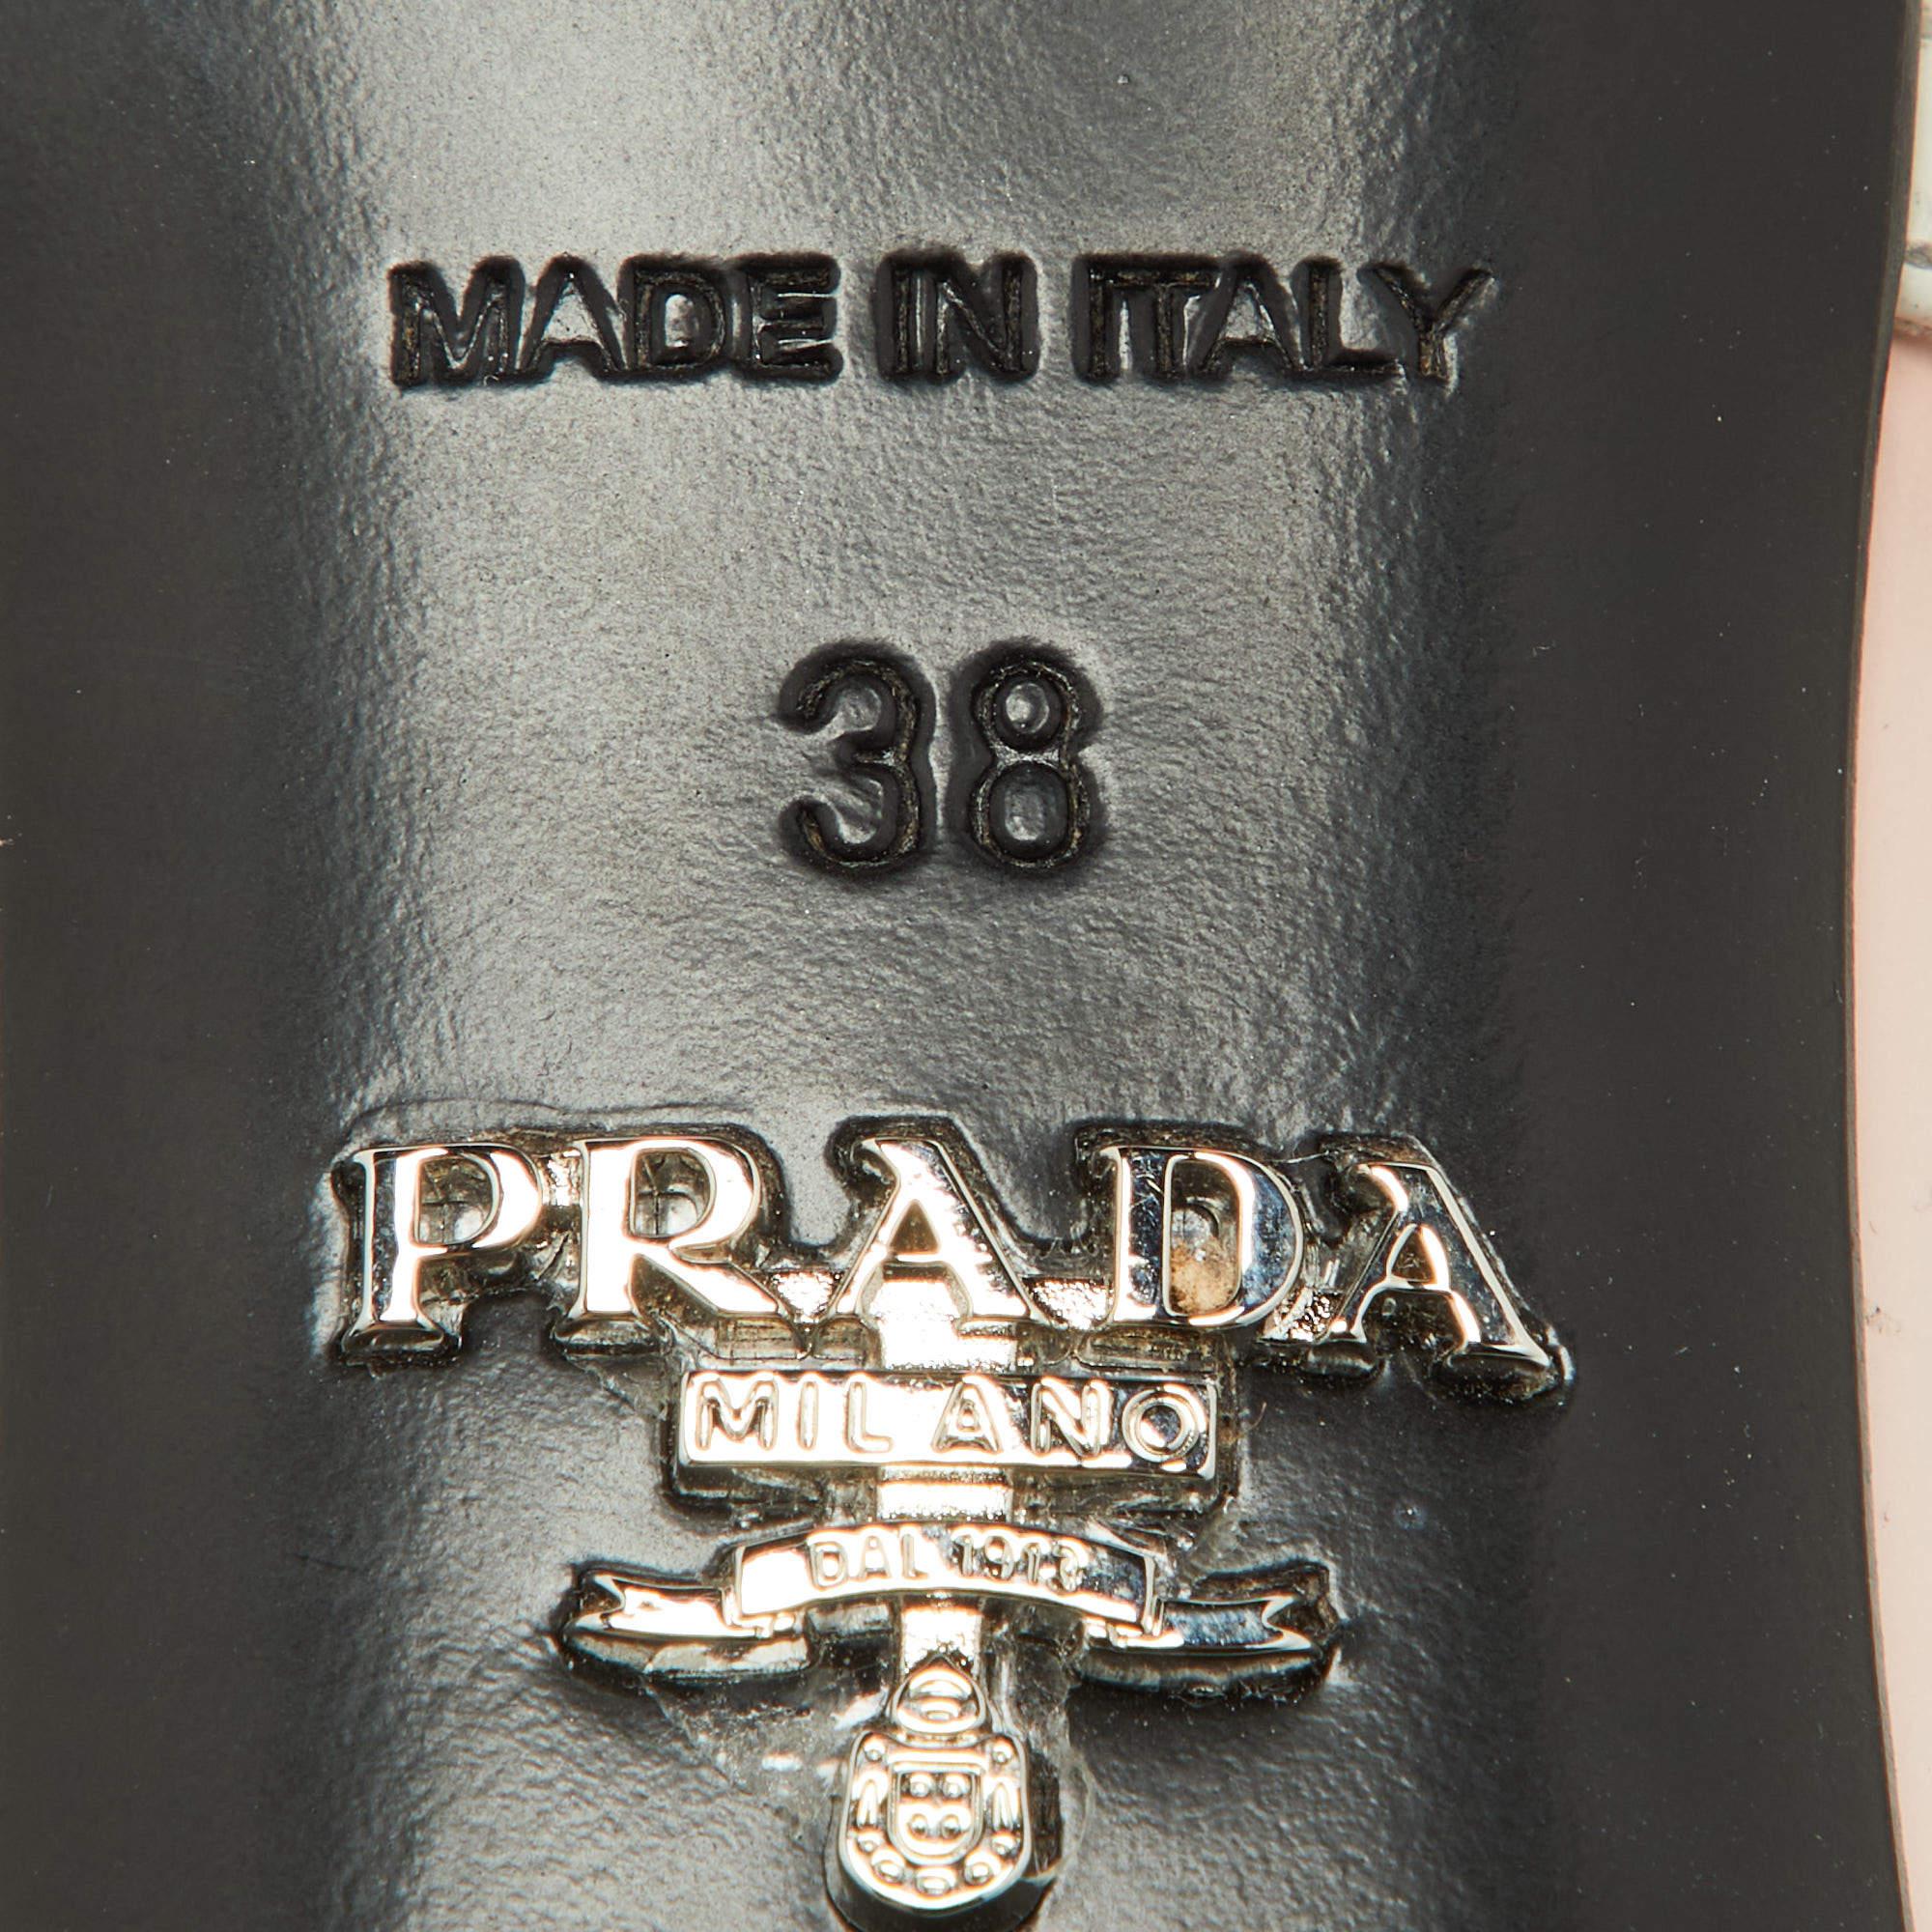 MADE IN ITALY
38
PRADA
MILANO
DAL 1913